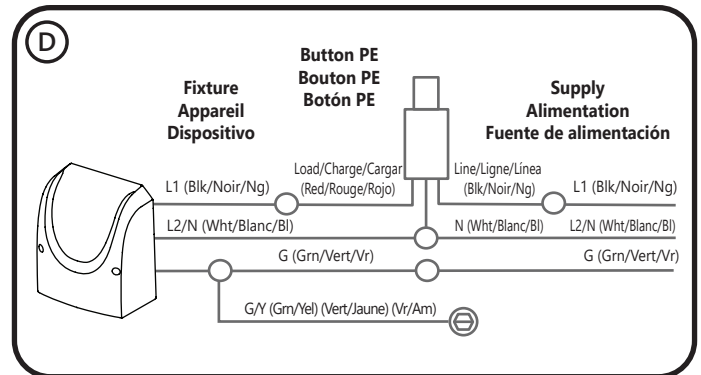 D
Button PE
Bouton PE
Botón PE
Fixture
Appareil
Dispositivo
Supply
Alimentation
Fuente de alimentación
Load/Charge/Cargar
(Red/Rouge/Rojo)
Line/Ligne/Línea
(Blk/Noir/Ng)
L1 (Blk/Noir/Ng)
L1 (Blk/Noir/Ng)
L2/N (Wht/Blanc/Bl)
N (Wht/Blanc/Bl)
L2/N (Wht/Blanc/Bl)
G (Grn/Vert/Vr)
G (Grn/Vert/Vr)
G/Y (Grn/Yel) (Vert/Jaune) (Vr/Am)